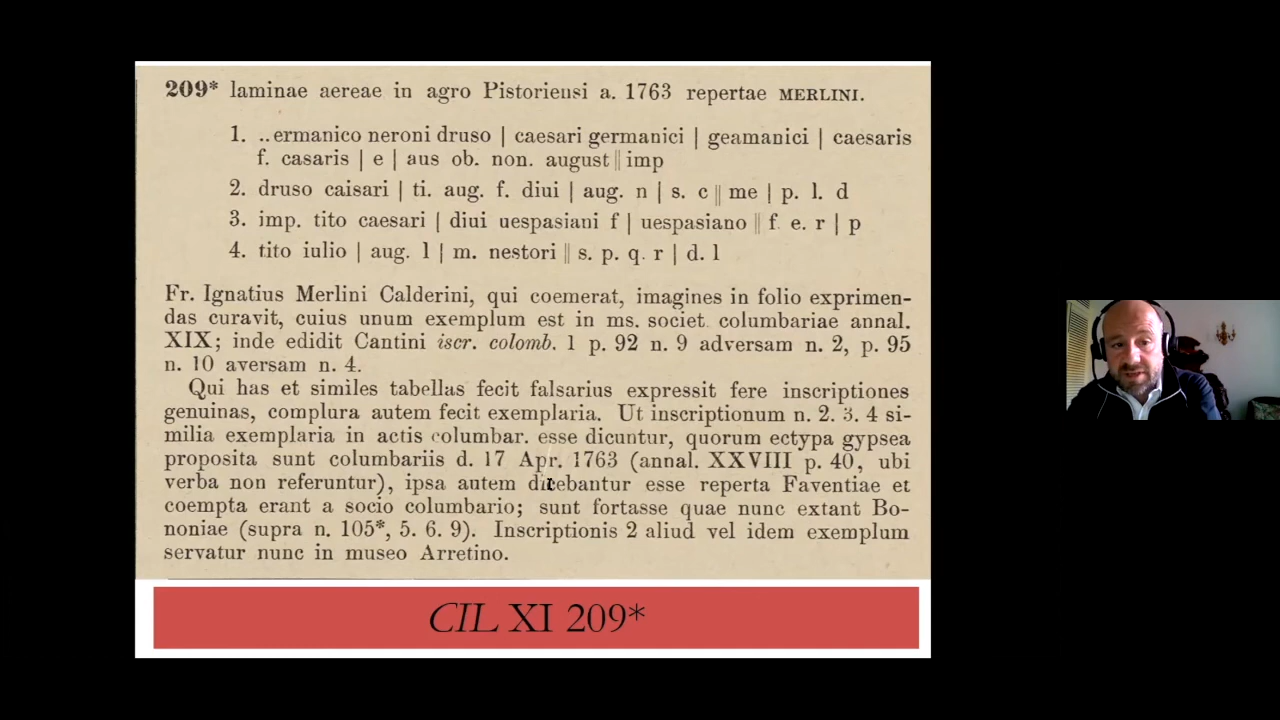 209* laminae aereae in agro Pistoriensi a. 1763 repertae MERLINI.
1. ..ermanico neroni druso | caesari germanici | geamanici | caesaris
f. casaris | e | aus ob. non. august || imp
2. druso caisari | ti. aug. f. diui | aug. n | s. c || me | p. l. d
3. imp. tito caesari | diui uespasiani f | uespasiano || f. e. r | p
4. tito iulio | aug. l | m. nestori || s. p. q. r | d. l
Fr. Ignatius Merlini Calderini, qui coemerat, imagines in folio exprimen-
das curavit, cuius unum exemplum est in ms. societ. columbariae annal.
XIX; inde edidit Cantini iscr. colomb. 1 p. 92 n. 9 adversam n. 2, p. 95
n. 10 aversam n. 4.
Qui has et similes tabellas fecit falsarius expressit fere inscriptiones
genuinas, complura autem fecit exemplaria. Ut inscriptionum n. 2. 3. 4 si-
milia exemplaria in actis columbar. esse dicuntur, quorum ectypa gypsea
proposita sunt columbariis d. 17 Apr. 1763 (annal. XXVIII p. 40, ubi
verba non referuntur), ipsa autem dicebantur esse reperta Faventiae et
coempta erant a socio columbario; sunt fortasse quae nunc extant Bo-
noniae (supra n. 105*, 5. 6. 9). Inscriptionis 2 aliud vel idem exemplum
servatur nunc in museo Arretino.
CIL XI 209*